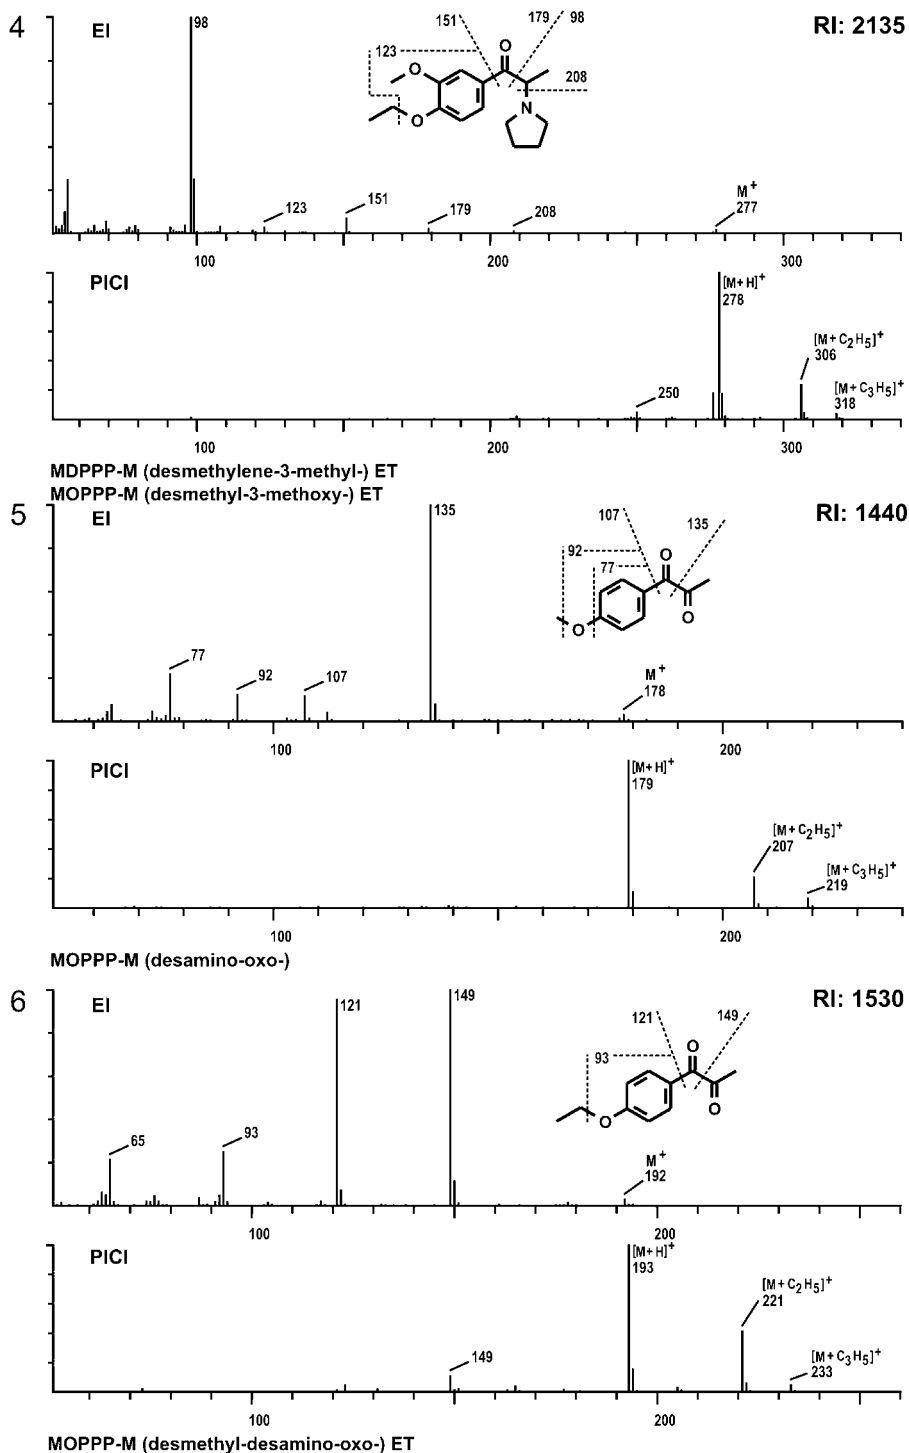 4
EI
RI: 2135
98
151
179
98
123
O
208
O
O
N
123
151
179
208
M+
277
100
200
300
PICI
[M+H]+
278
250
[M+C2H5]+
306
[M+C3H5]+
318
100
200
300
MDPPP-M (desmethylene-3-methyl-) ET
MOPPP-M (desmethyl-3-methoxy-) ET
5
EI
RI: 1440
135
107
135
92
77
O
O
O
77
92
107
M+
178
100
200
PICI
[M+H]+
179
[M+C2H5]+
207
[M+C3H5]+
219
100
200
MOPPP-M (desamino-oxo-)
6
EI
RI: 1530
121
149
121
149
93
O
O
O
65
93
M+
192
100
200
PICI
[M+H]+
193
149
[M+C2H5]+
221
[M+C3H5]+
233
100
200
MOPPP-M (desmethyl-desamino-oxo-) ET